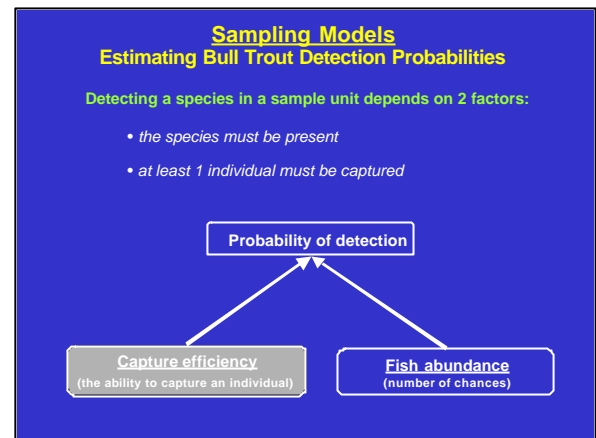 Sampling Models
Estimating Bull Trout Detection Probabilities
Detecting a species in a sample unit depends on 2 factors:
• the species must be present
• at least 1 individual must be captured
Probability of detection
Capture efficiency
(the ability to capture an individual)
Fish abundance
(number of chances)